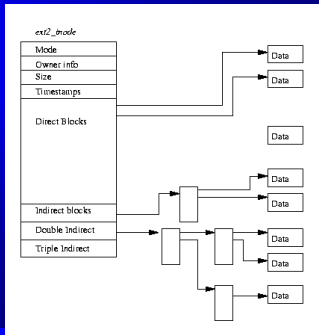 ext2_inode
Mode
Owner info
Size
Timestamps
Direct Blocks
Indirect blocks
Double Indirect
Triple Indirect
Data
Data
Data
Data
Data
Data
Data
Data